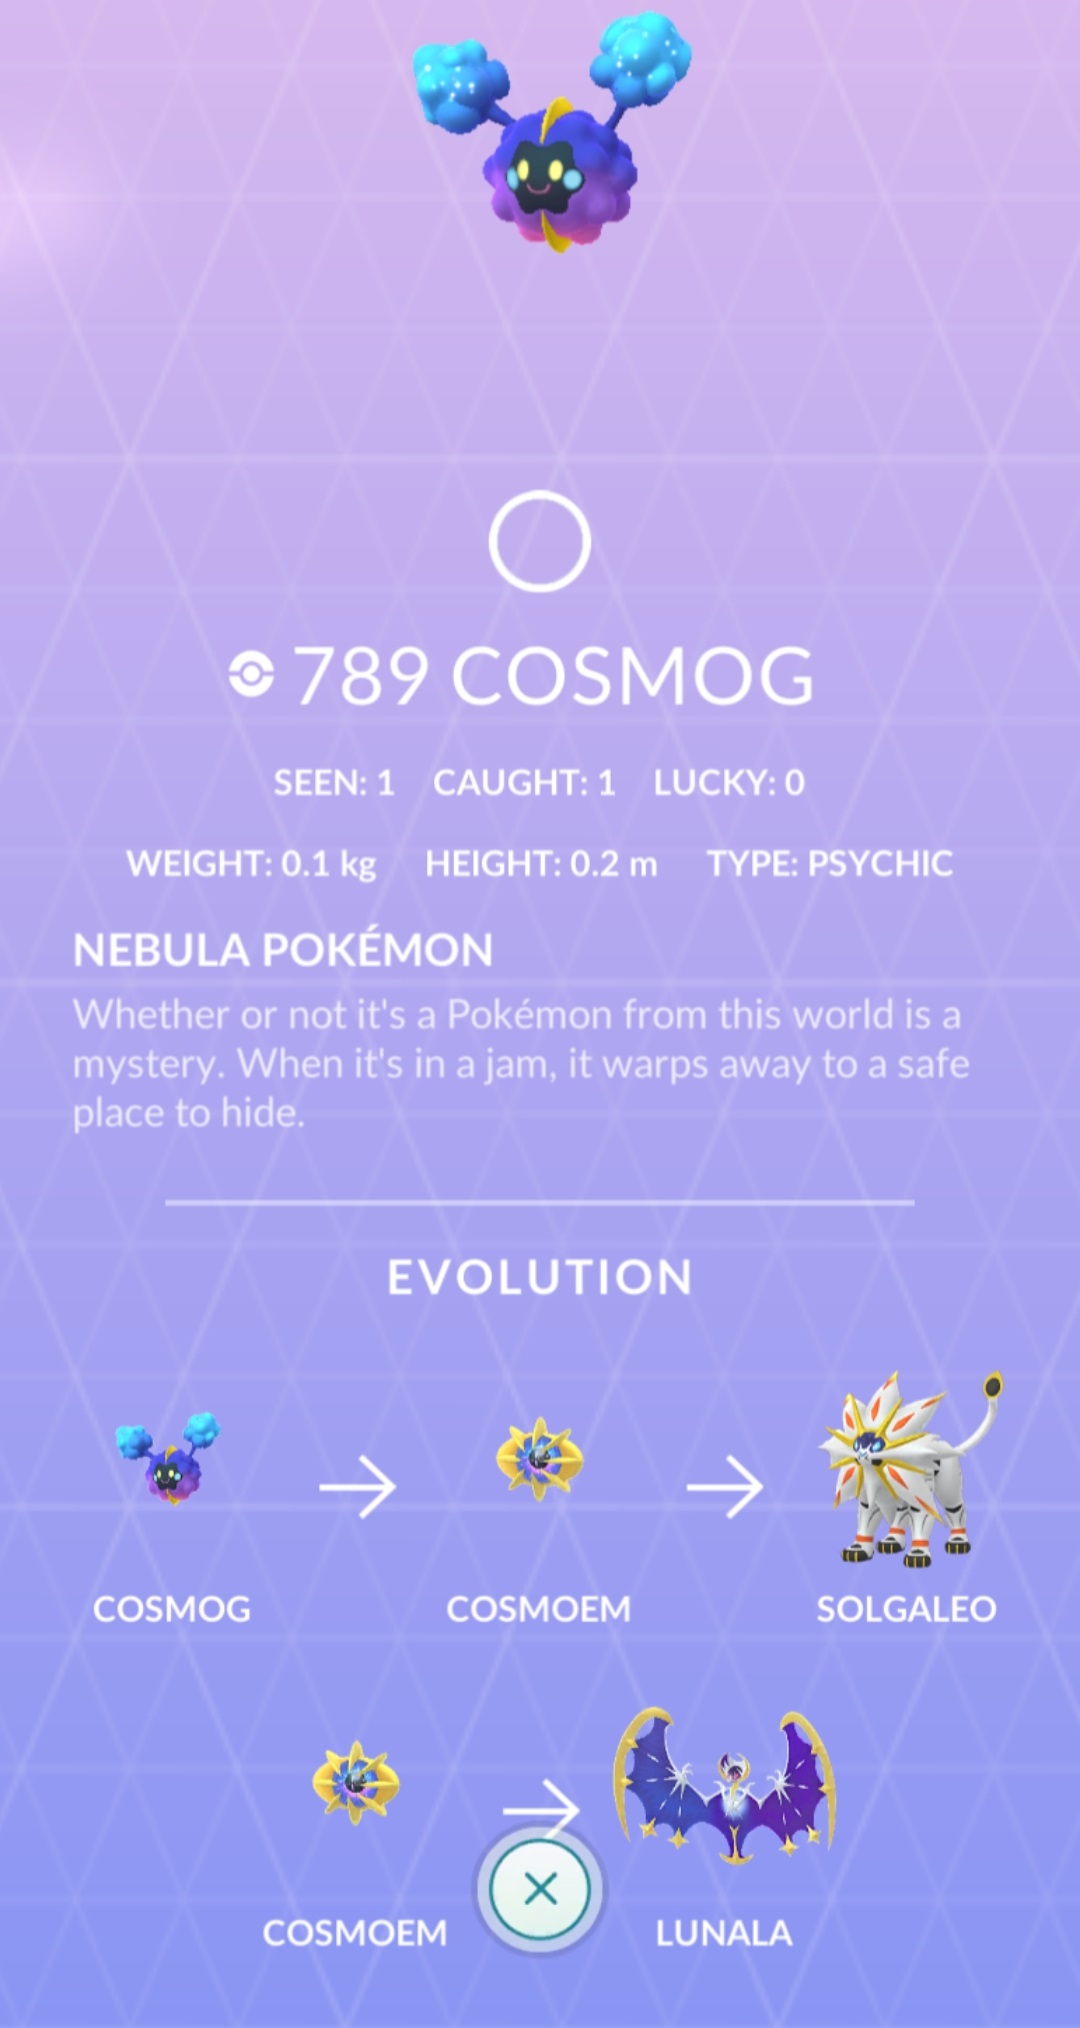 789 COSMOG
SEEN: 1 CAUGHT: 1 LUCKY: 0
WEIGHT: 0.1 kg HEIGHT: 0.2 m TYPE: PSYCHIC
NEBULA POKÉMON
Whether or not it's a Pokémon from this world is a
mystery. When it's in a jam, it warps away to a safe
place to hide.
EVOLUTION
COSMOG COSMOEM SOLGALEO
COSMOEM LUNALA